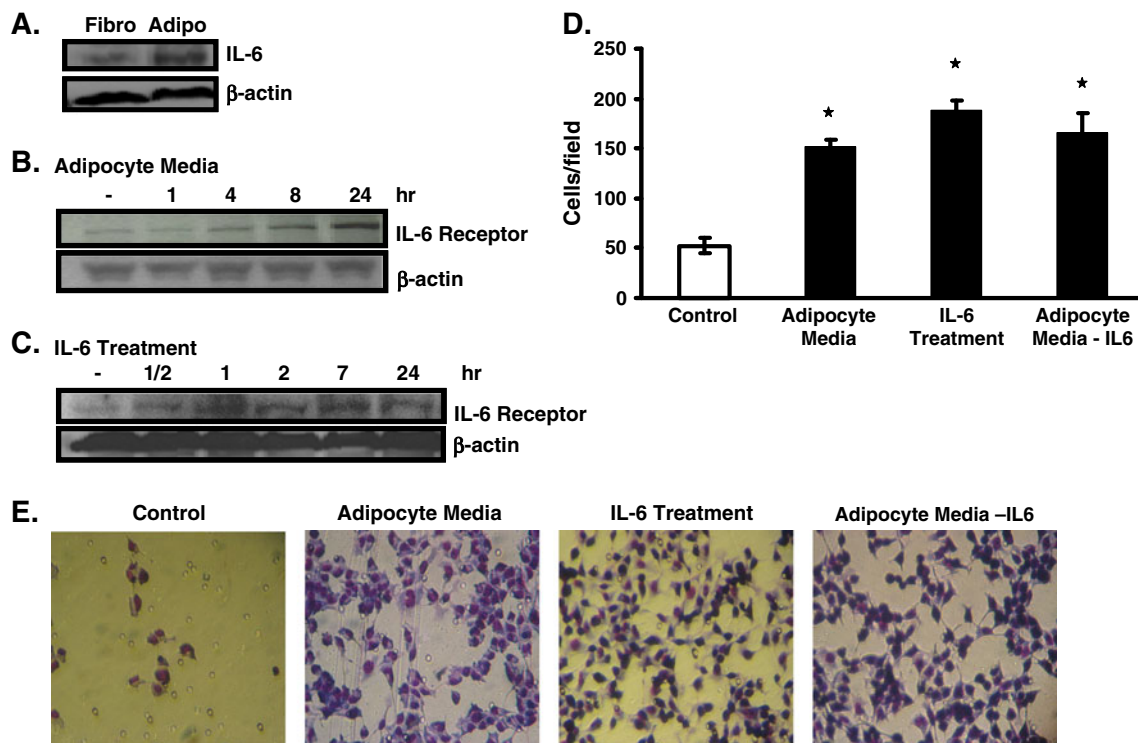 A.
Fibro Adipo
IL-6
β-actin
B. Adipocyte Media
- 1 4 8 24 hr
IL-6 Receptor
β-actin
C. IL-6 Treatment
- 1/2 1 2 7 24 hr
IL-6 Receptor
β-actin
D.
Cells/field
250
200
150
100
50
0
Control
Adipocyte
Media
IL-6
Treatment
Adipocyte
Media - IL6
E.
Control
Adipocyte Media
IL-6 Treatment
Adipocyte Media –IL6